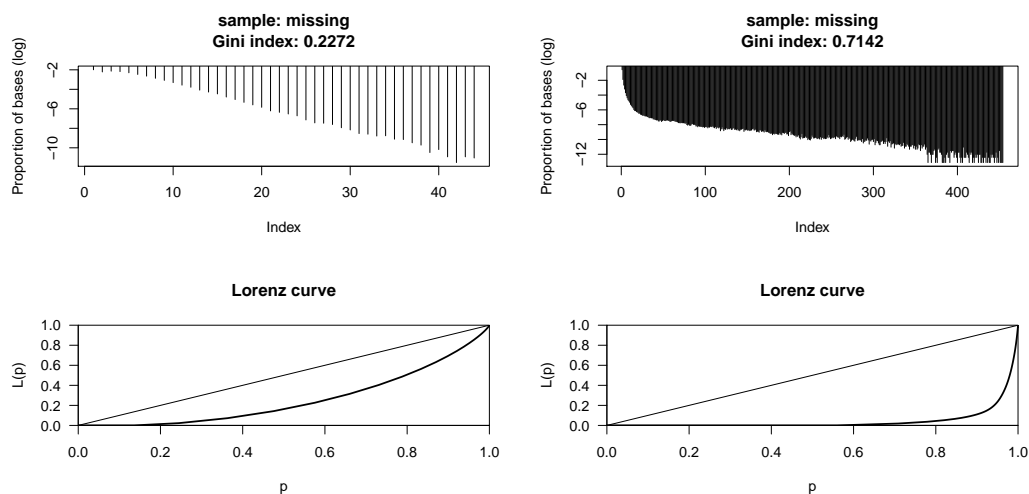 sample: missing
Gini index: 0.2272
Proportion of bases (log)
−2
−6
−10
0 10 20 30 40
Index
sample: missing
Gini index: 0.7142
Proportion of bases (log)
−2
−6
−12
0 100 200 300 400
Index
Lorenz curve
L(p)
1.0
0.8
0.6
0.4
0.2
0.0
0.0 0.2 0.4 0.6 0.8 1.0
p
Lorenz curve
L(p)
1.0
0.8
0.6
0.4
0.2
0.0
0.0 0.2 0.4 0.6 0.8 1.0
p